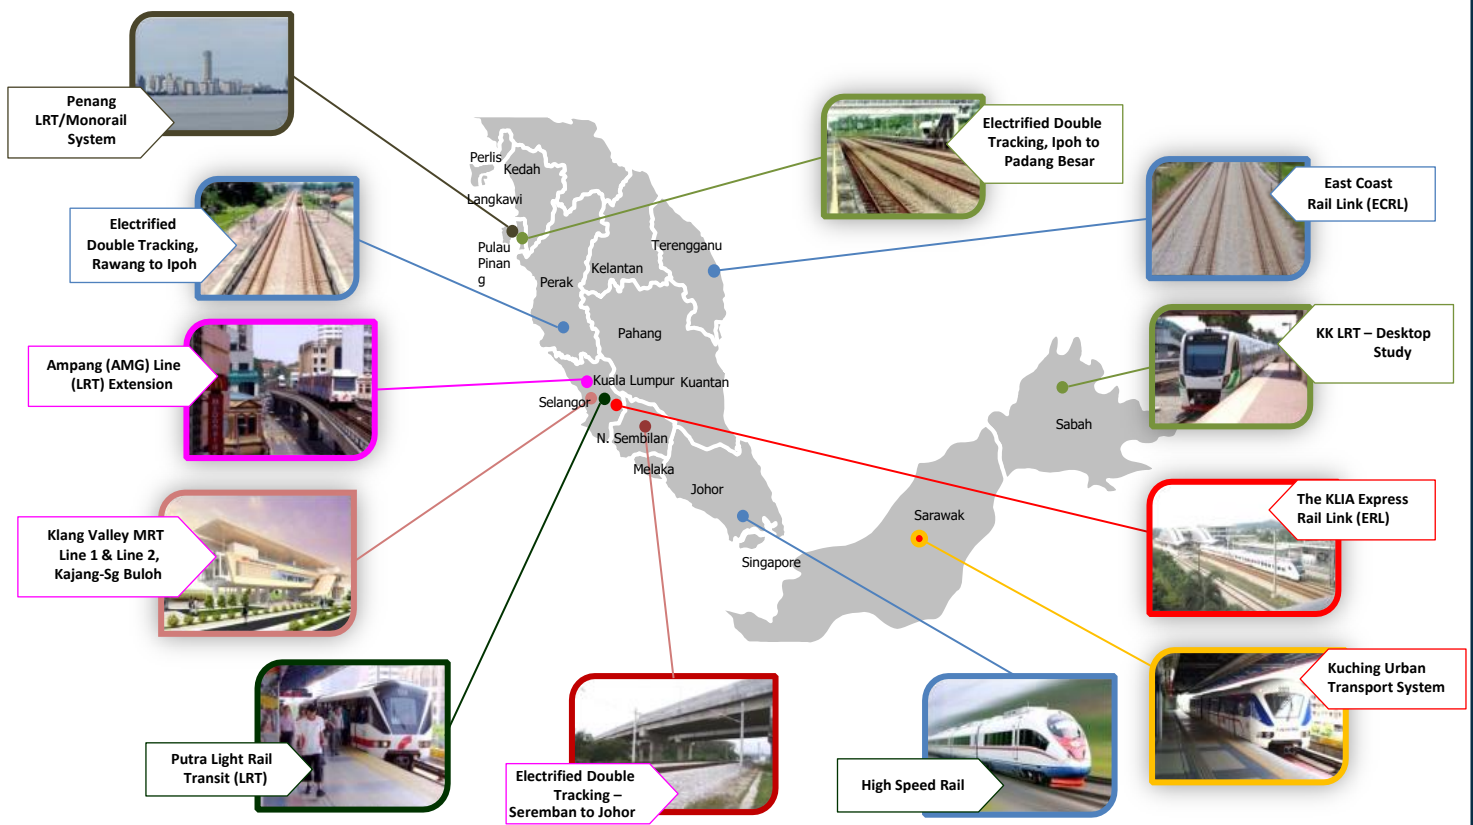 Penang
LRT/Monorail
System
Electrified Double
Tracking, Ipoh to
Padang Besar
East Coast
Rail Link (ECRL)
Electrified
Double Tracking,
Rawang to Ipoh
Ampang (AMG) Line
(LRT) Extension
Klang Valley MRT
Line 1 & Line 2,
Kajang-Sg Buloh
Putra Light Rail
Transit (LRT)
Electrified Double
Tracking –
Seremban to Johor
High Speed Rail
Kuching Urban
Transport System
The KLIA Express
Rail Link (ERL)
KK LRT – Desktop
Study
Perlis
Kedah
Langkawi
Pulau
Pinan
g
Perak
Kelantan
Terengganu
Pahang
Kuala Lumpur
Kuantan
Selangor
N. Sembilan
Melaka
Johor
Singapore
Sarawak
Sabah